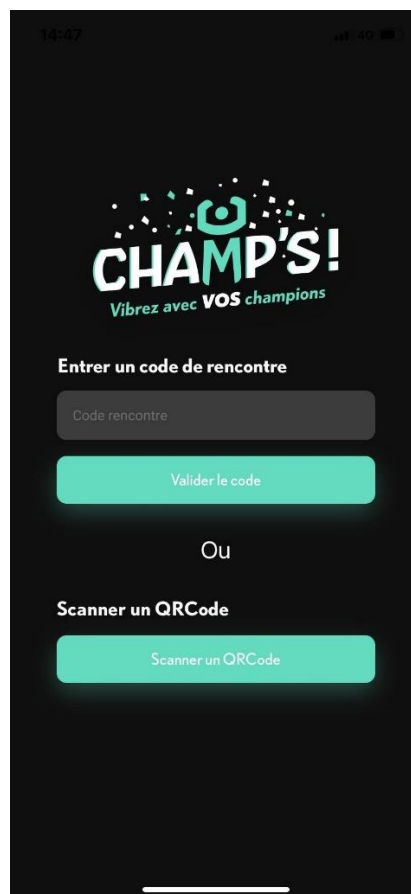 14:47
4G
CHAMP'S!
Vibrez avec VOS champions
Entrer un code de rencontre
Code rencontre
Valider le code
Ou
Scanner un QRCode
Scanner un QRCode